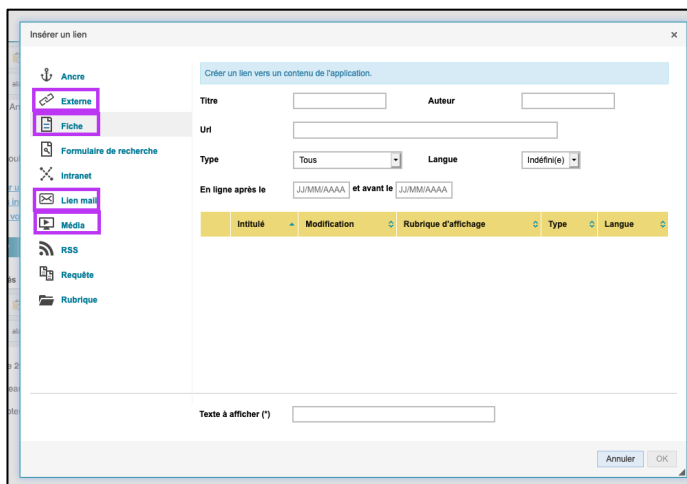 Insérer un lien
Ancre
Externe
Fiche
Formulaire de recherche
Intranet
Lien mail
Média
RSS
Requête
Rubrique
Créer un lien vers un contenu de l'application.
Titre Auteur
Url
Type Tous Langue Indéfini(e)
En ligne après le JJ/MM/AAAA et avant le JJ/MM/AAAA
Intitulé Modification Rubrique d'affichage Type Langue
Texte à afficher (*)
Annuler OK